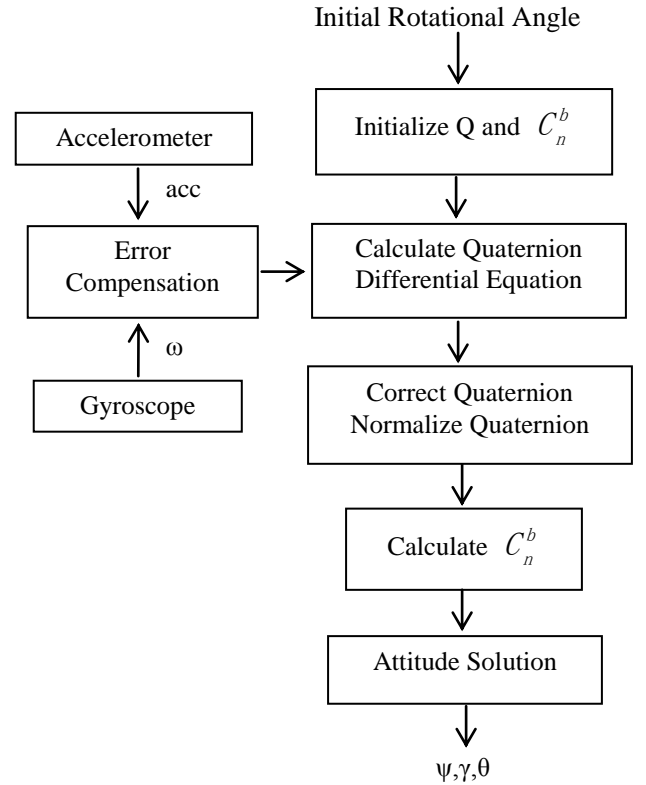 Initial Rotational Angle
Initialize Q and $C_n^b$
Accelerometer
acc
Error
Compensation
ω
Gyroscope
Calculate Quaternion
Differential Equation
Correct Quaternion
Normalize Quaternion
Calculate $C_n^b$
Attitude Solution
ψ,γ,θ